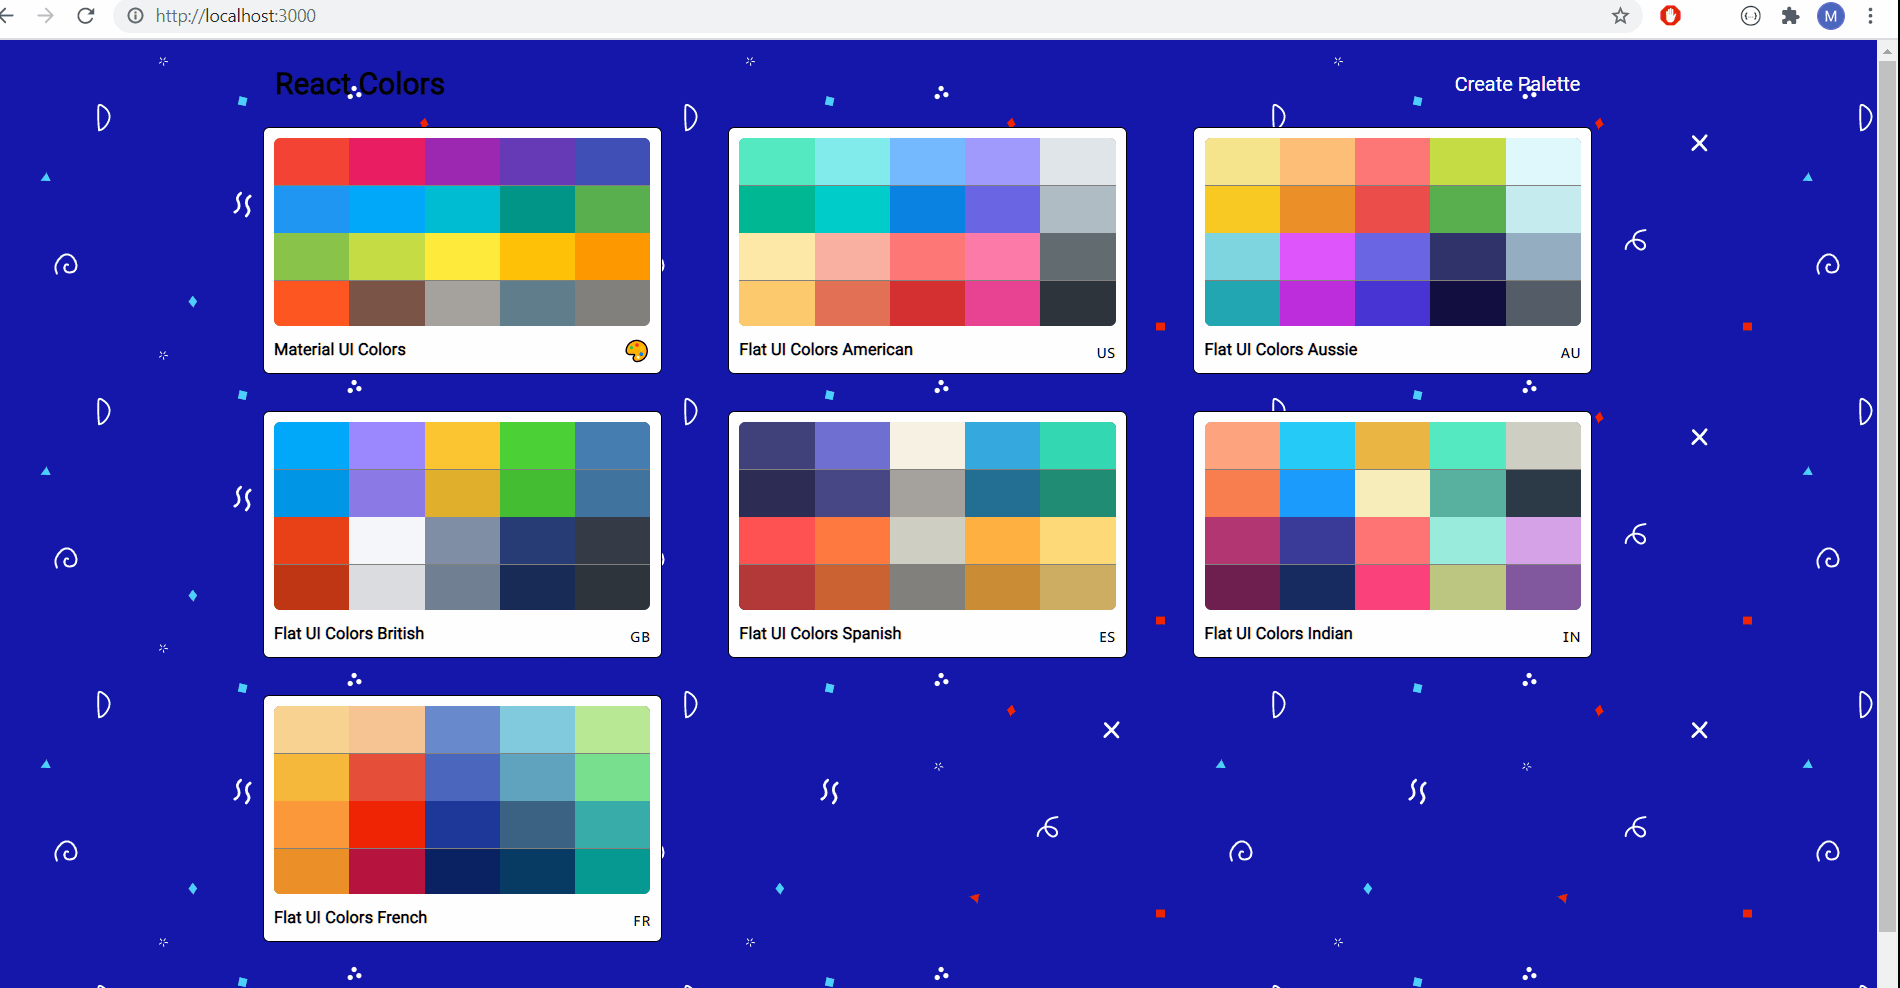 http://localhost:3000
M
React Colors
Create Palette
Material UI Colors
Flat UI Colors American
US
Flat UI Colors Aussie
AU
Flat UI Colors British
GB
Flat UI Colors Spanish
ES
Flat UI Colors Indian
IN
Flat UI Colors French
FR